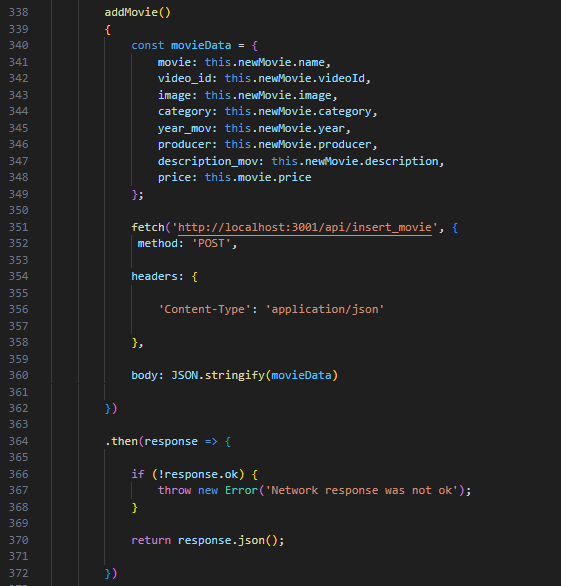 338 addMovie()
339 {
340 const movieData = {
341 movie: this.newMovie.name,
342 video_id: this.newMovie.videoId,
343 image: this.newMovie.image,
344 category: this.newMovie.category,
345 year_mov: this.newMovie.year,
346 producer: this.newMovie.producer,
347 description_mov: this.newMovie.description,
348 price: this.movie.price
349 };
350
351 fetch('http://localhost:3001/api/insert_movie', {
352 method: 'POST',
353
354 headers: {
355
356 'Content-Type': 'application/json'
357
358 },
359
360 body: JSON.stringify(movieData)
361
362 })
363
364 .then(response => {
365
366 if (!response.ok) {
367 throw new Error('Network response was not ok');
368 }
369
370 return response.json();
371
372 })